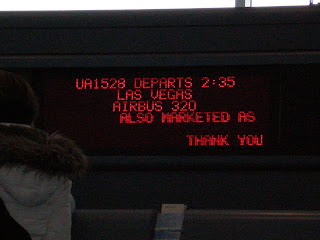 UA1528 DEPARTS 2:35
LAS VEGAS
AIRBUS 320
ALSO MARKETED AS
THANK YOU